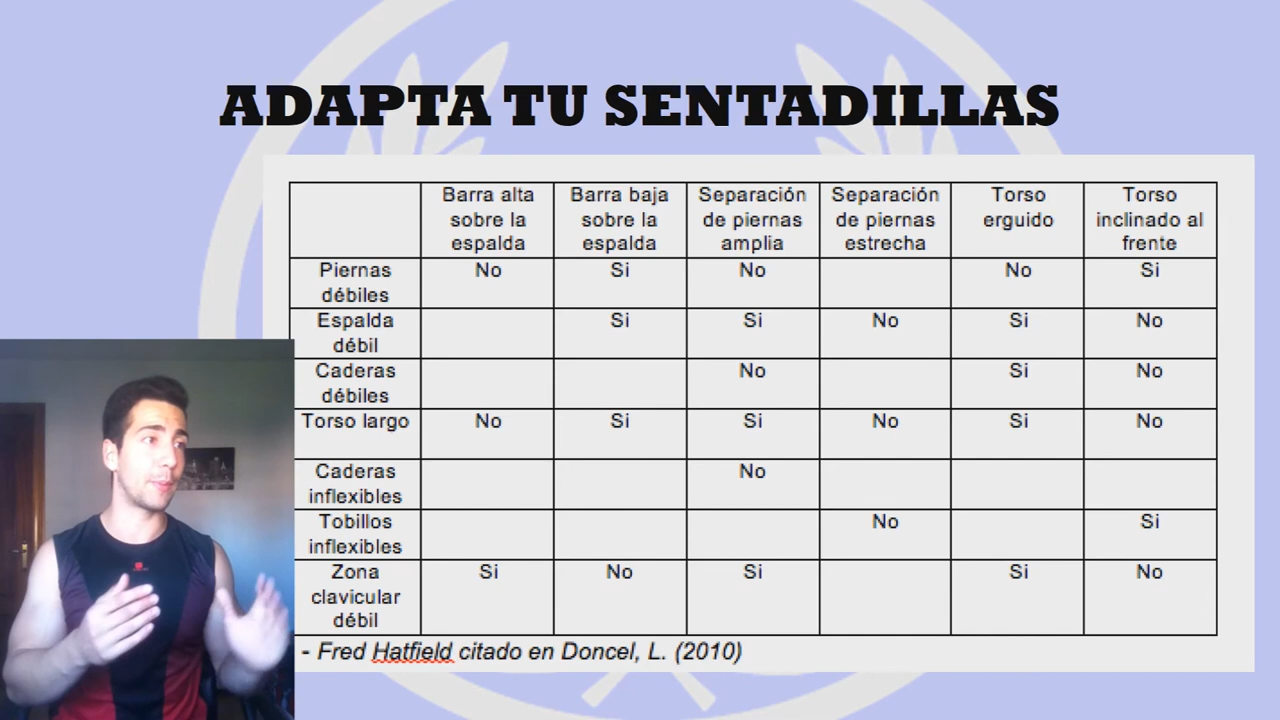 ADAPTA TU SENTADILLAS
Barra alta sobre la espalda Barra baja sobre la espalda Separación de piernas amplia Separación de piernas estrecha Torso erguido Torso inclinado al frente
Piernas débiles No Si No No Si
Espalda débil Si Si No Si No
Caderas débiles No Si No
Torso largo No Si Si No Si No
Caderas inflexibles No
Tobillos inflexibles No Si
Zona clavicular débil Si No Si Si No
- Fred Hatfield citado en Doncel, L. (2010)